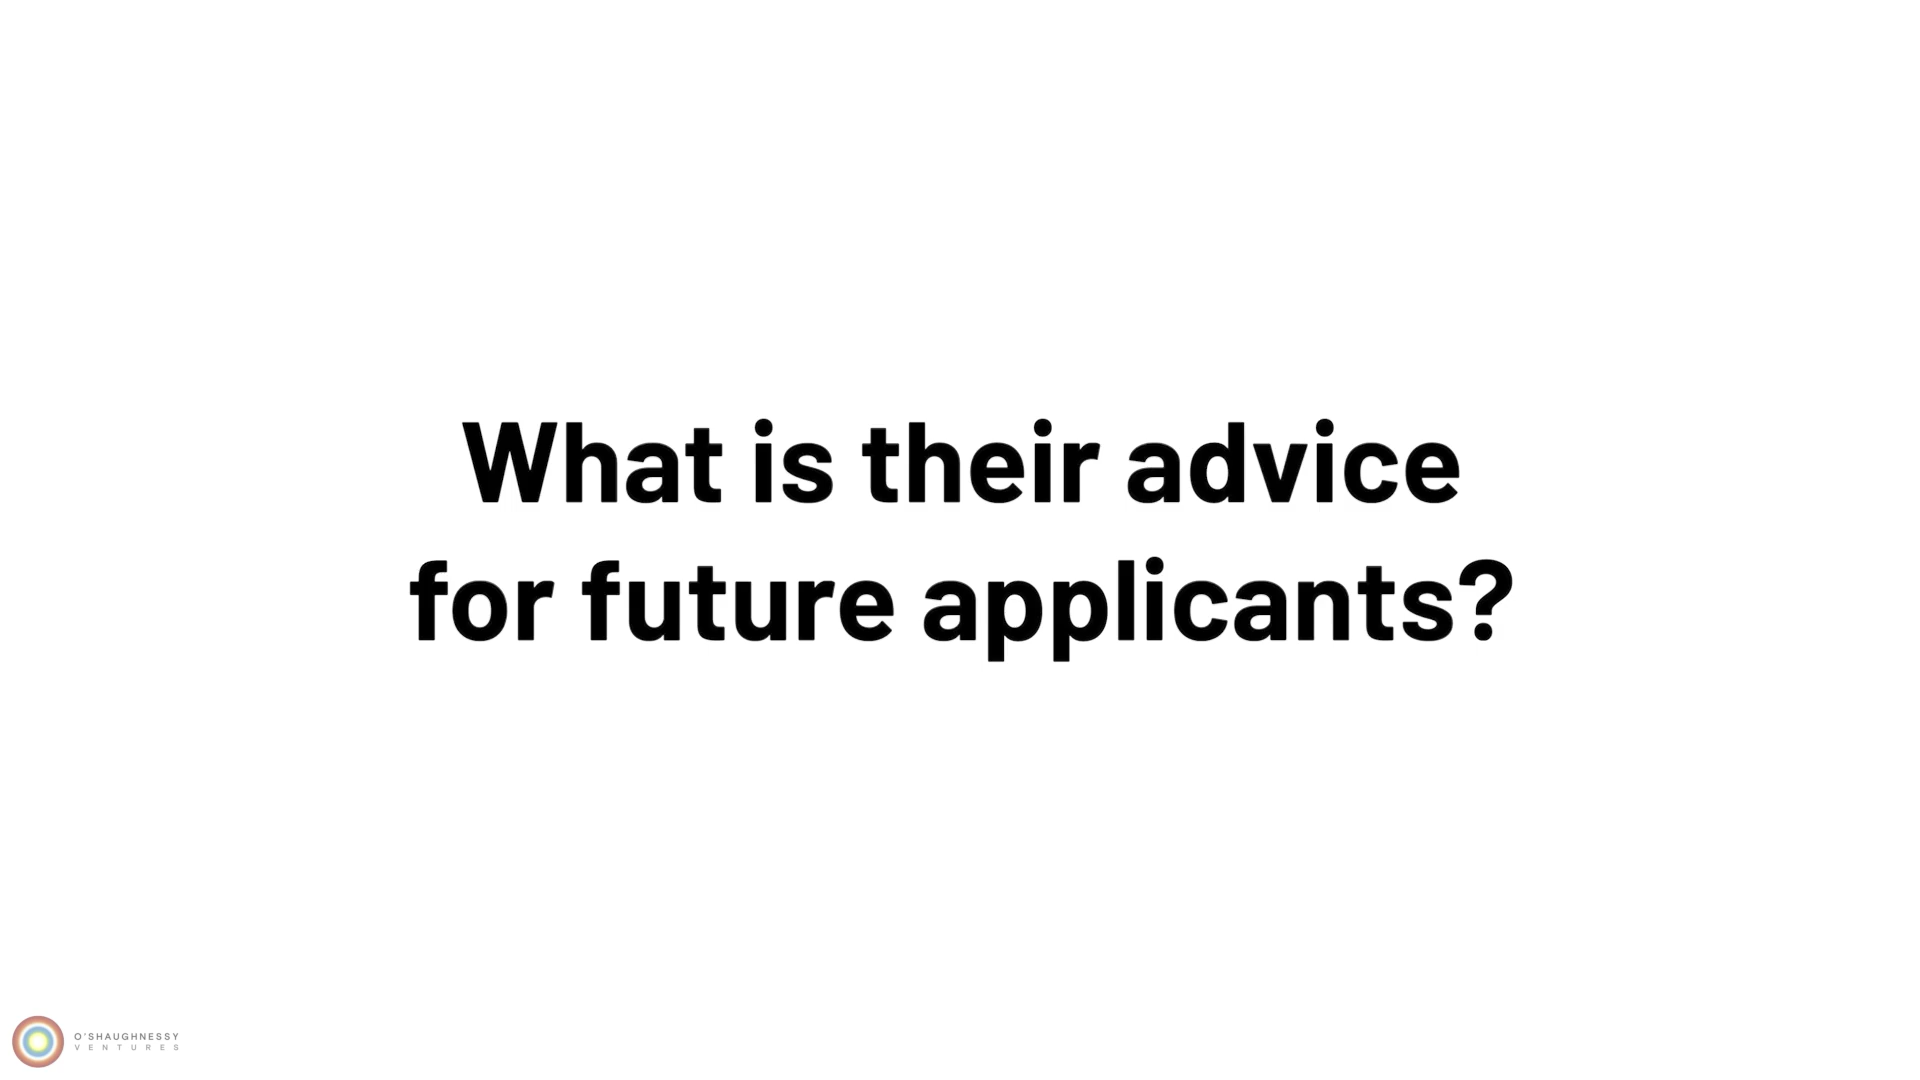 What is their advice
for future applicants?
O'SHAUGHNESSY
VENTURES